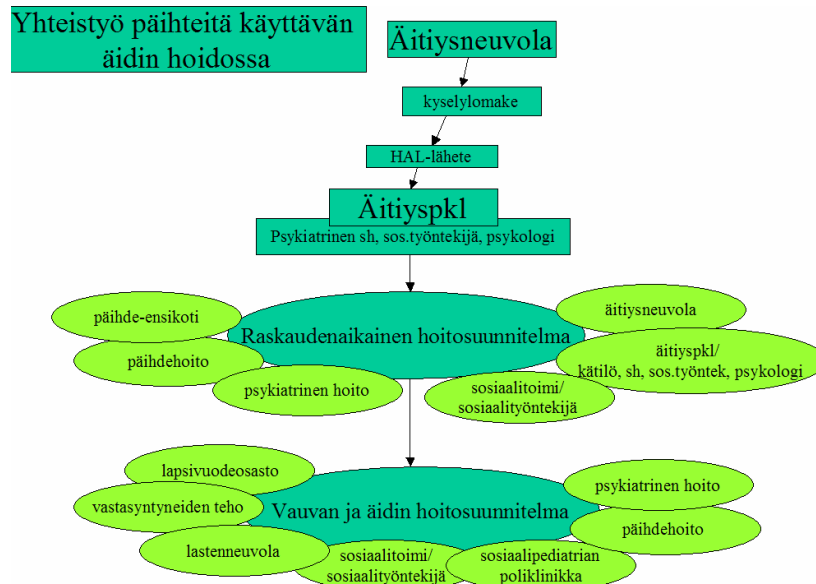 Yhteistyö päihteitä käyttävän
äidin hoidossa
Äitiysneuvola
kyselylomake
HAL-lähete
Äitiyspkl
Psykiatrinen sh, sos.työntekijä, psykologi
Raskaudenaikainen hoitosuunnitelma
päihde-ensikoti
päihdehoito
psykiatrinen hoito
äitiysneuvola
äitiyspkl/
kätilö, sh, sos.työntek, psykologi
sosiaalitoimi/
sosiaalityöntekijä
Vauvan ja äidin hoitosuunnitelma
lapsivuodeosasto
vastasyntyneiden teho
lastenneuvola
sosiaalitoimi/
sosiaalityöntekijä
sosiaalipediatrian
poliklinikka
psykiatrinen hoito
päihdehoito